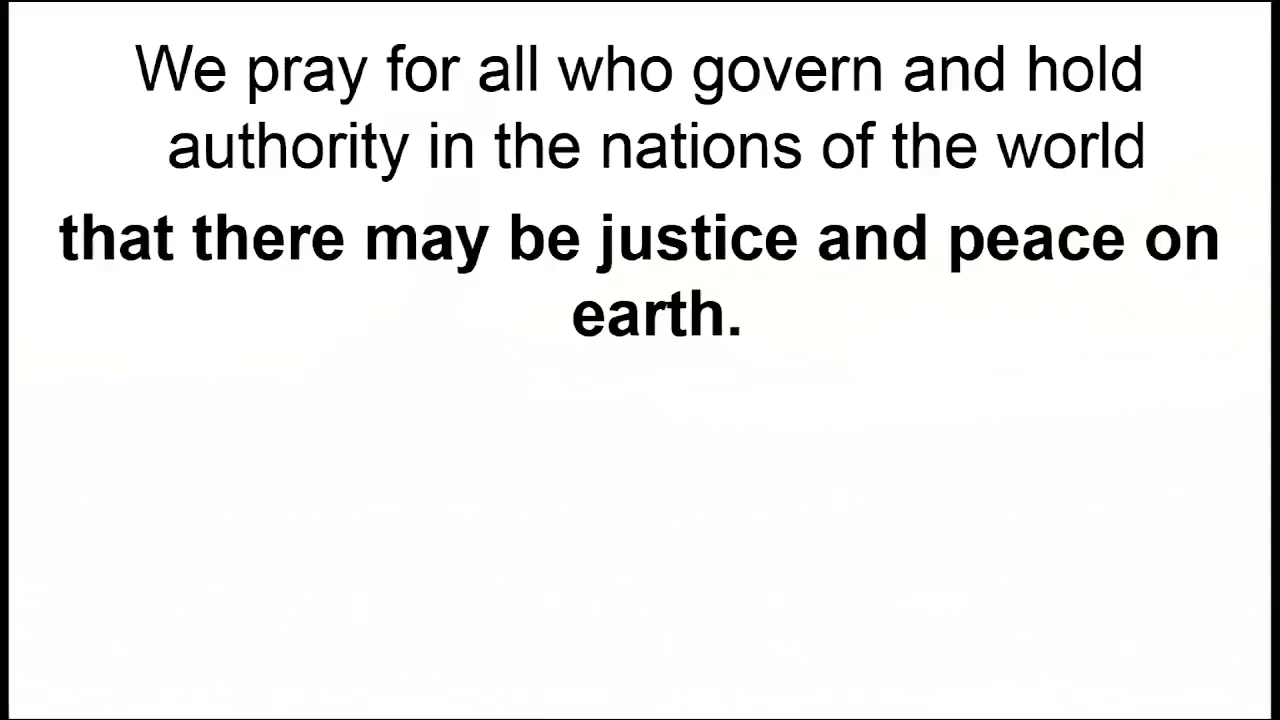 We pray for all who govern and hold
authority in the nations of the world
that there may be justice and peace on
earth.